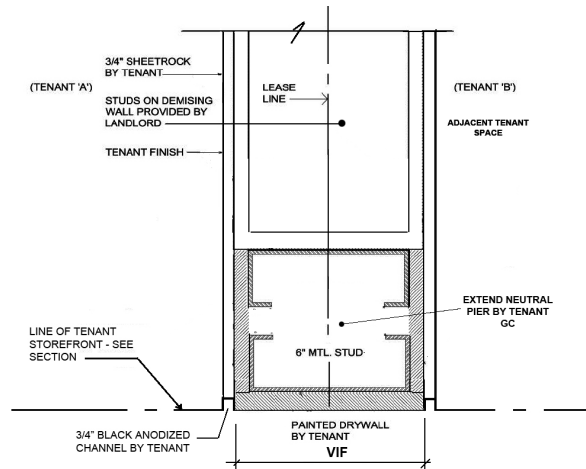 3/4" SHEETROCK
BY TENANT
(TENANT 'A')
STUDS ON DEMISING
WALL PROVIDED BY
LANDLORD
TENANT FINISH
LEASE
LINE
(TENANT 'B')
ADJACENT TENANT
SPACE
EXTEND NEUTRAL
PIER BY TENANT
GC
LINE OF TENANT
STOREFRONT - SEE
SECTION
6" MTL. STUD
3/4" BLACK ANODIZED
CHANNEL BY TENANT
PAINTED DRYWALL
BY TENANT
VIF